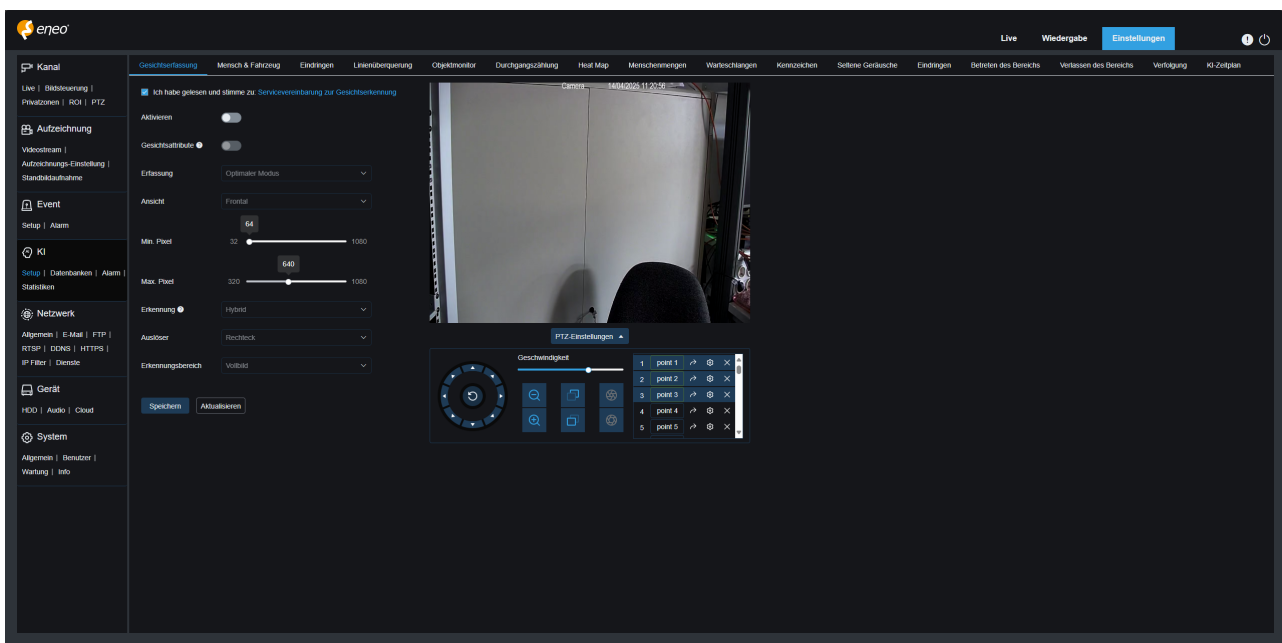 eneo
Live Wiedergabe Einstellungen
Kanal
Live | Bildsteuerung |
Privatzonen | ROI | PTZ
Aufzeichnung
Videostream |
Aufzeichnungs-Einstellung |
Standbildaufnahme
Event
Setup | Alarm
KI
Setup | Datenbanken | Alarm |
Statistiken
Netzwerk
Allgemein | E-Mail | FTP |
RTSP | DDNS | HTTPS |
IP Filter | Dienste
Gerät
HDD | Audio | Cloud
System
Allgemein | Benutzer |
Wartung | Info
Gesichtserfassung Mensch & Fahrzeug Eindringen Linienüberquerung Objektmonitor Durchgangszählung Heat Map Menschenmengen Warteschlangen Kennzeichen Seltene Geräusche Eindringen Betreten des Bereichs Verlassen des Bereichs Verfolgung KI-Zeitplan
Ich habe gelesen und stimme zu: Servicevereinbarung zur Gesichtserkennung
Aktivieren
Gesichtsattribute
Erfassung Optimaler Modus
Ansicht Frontal
64
Min. Pixel 32 1080
640
Max. Pixel 320 1080
Erkennung Hybrid
Auslöser Rechteck
Erkennungsbereich Vollbild
Speichern Aktualisieren
Camera 14/04/2025 11:20:56
PTZ-Einstellungen
Geschwindigkeit
1 point 1
2 point 2
3 point 3
4 point 4
5 point 5